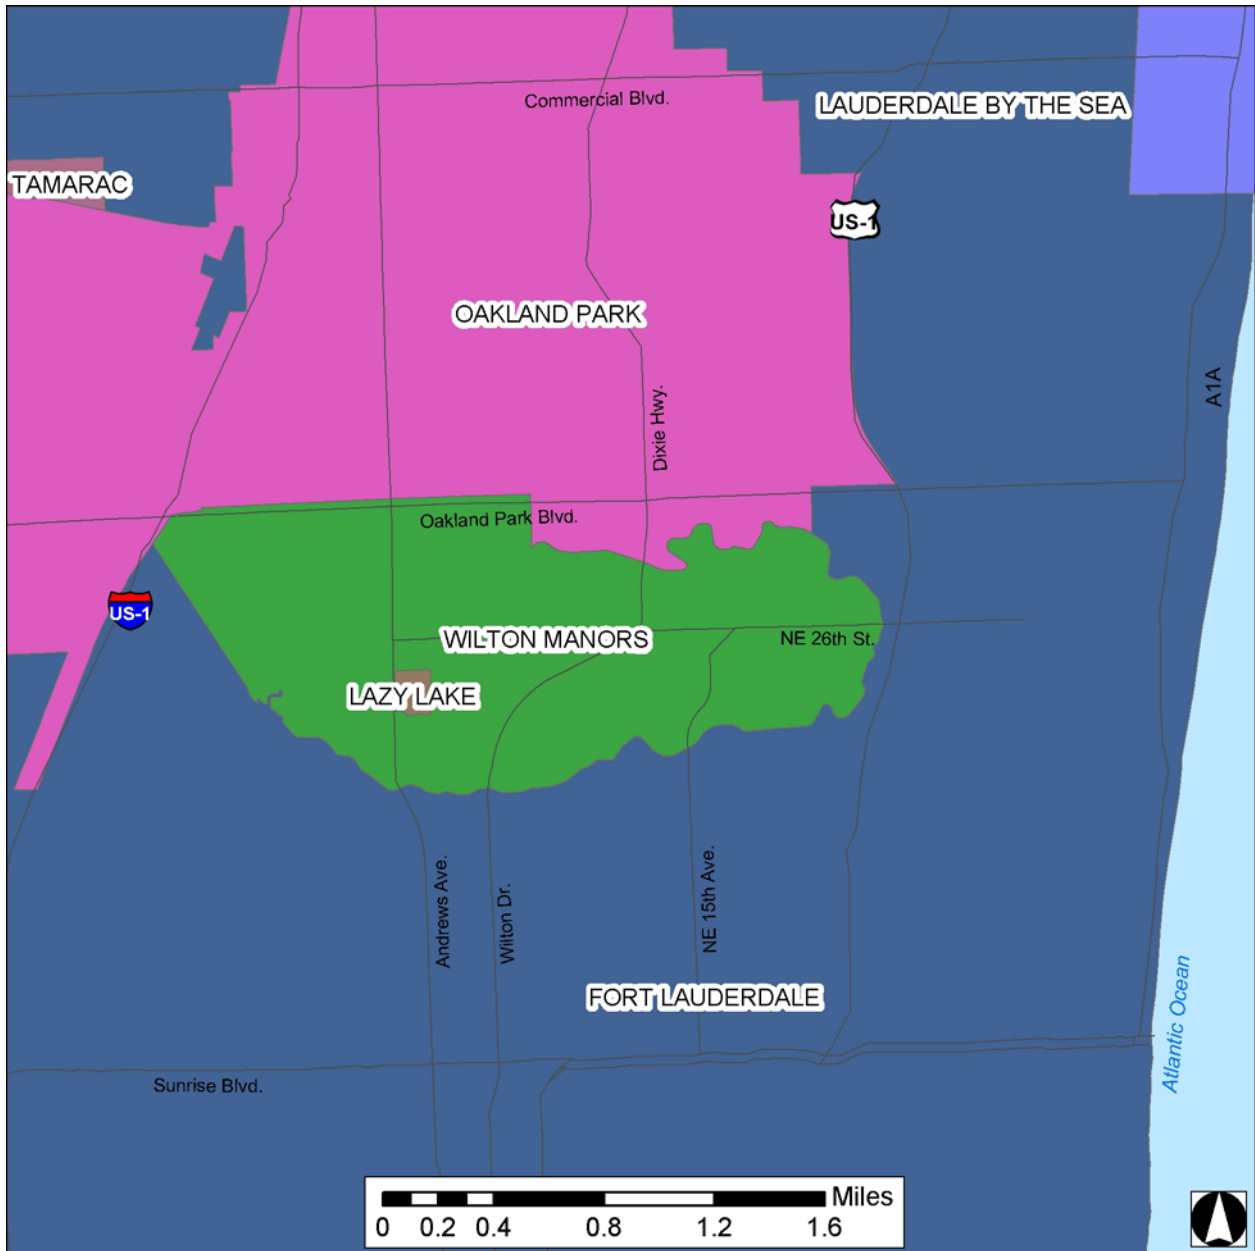 Commercial Blvd.
LAUDERDALE BY THE SEA
TAMARAC
US-1
OAKLAND PARK
A1A
Dixie Hwy.
Oakland Park Blvd.
US-1
WILTON MANORS
NE 26th St.
LAZY LAKE
Andrews Ave.
Wilton Dr.
NE 15th Ave.
FORT LAUDERDALE
Atlantic Ocean
Sunrise Blvd.
Miles
0 0.2 0.4 0.8 1.2 1.6